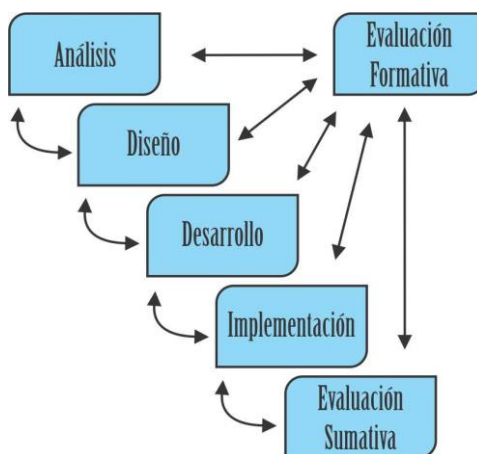 Análisis
Evaluación
Formativa
Diseño
Desarrollo
Implementación
Evaluación
Sumativa